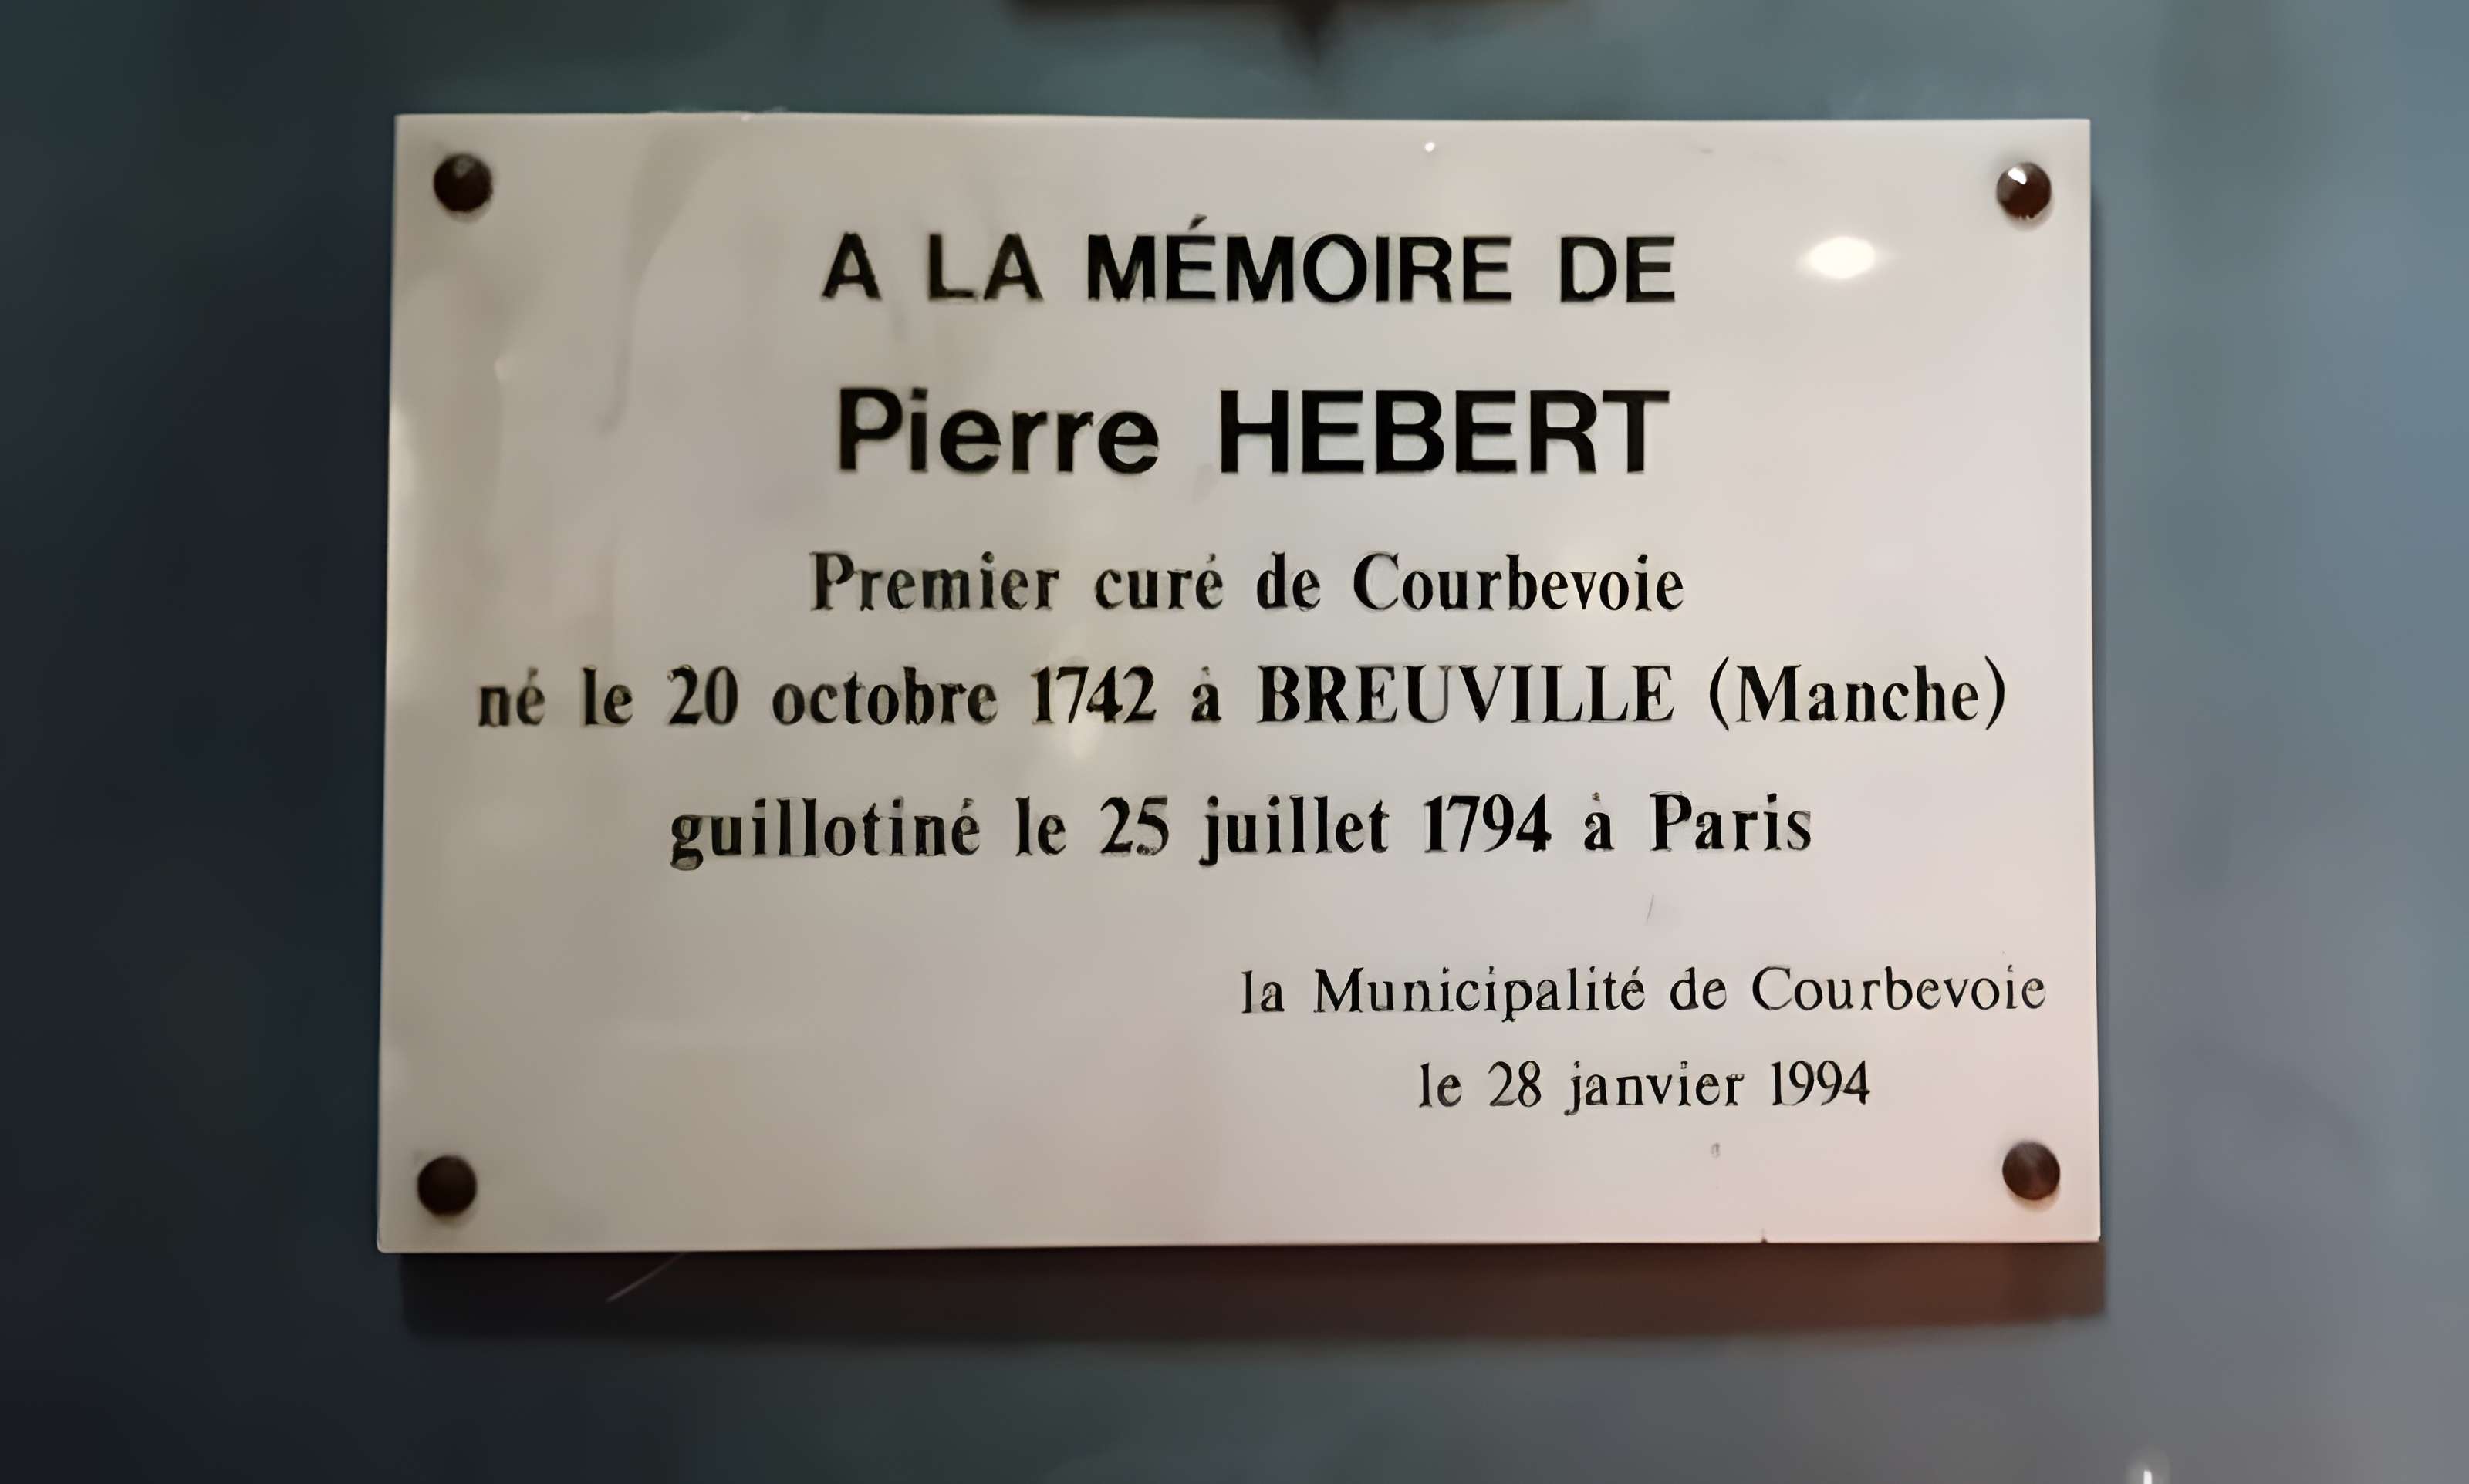 A LA MÉMOIRE DE
Pierre HEBERT
Premier curé de Courbevoie
né le 20 octobre 1742 à BREUVILLE (Manche)
guillotiné le 25 juillet 1794 à Paris
la Municipalité de Courbevoie
le 28 janvier 1994